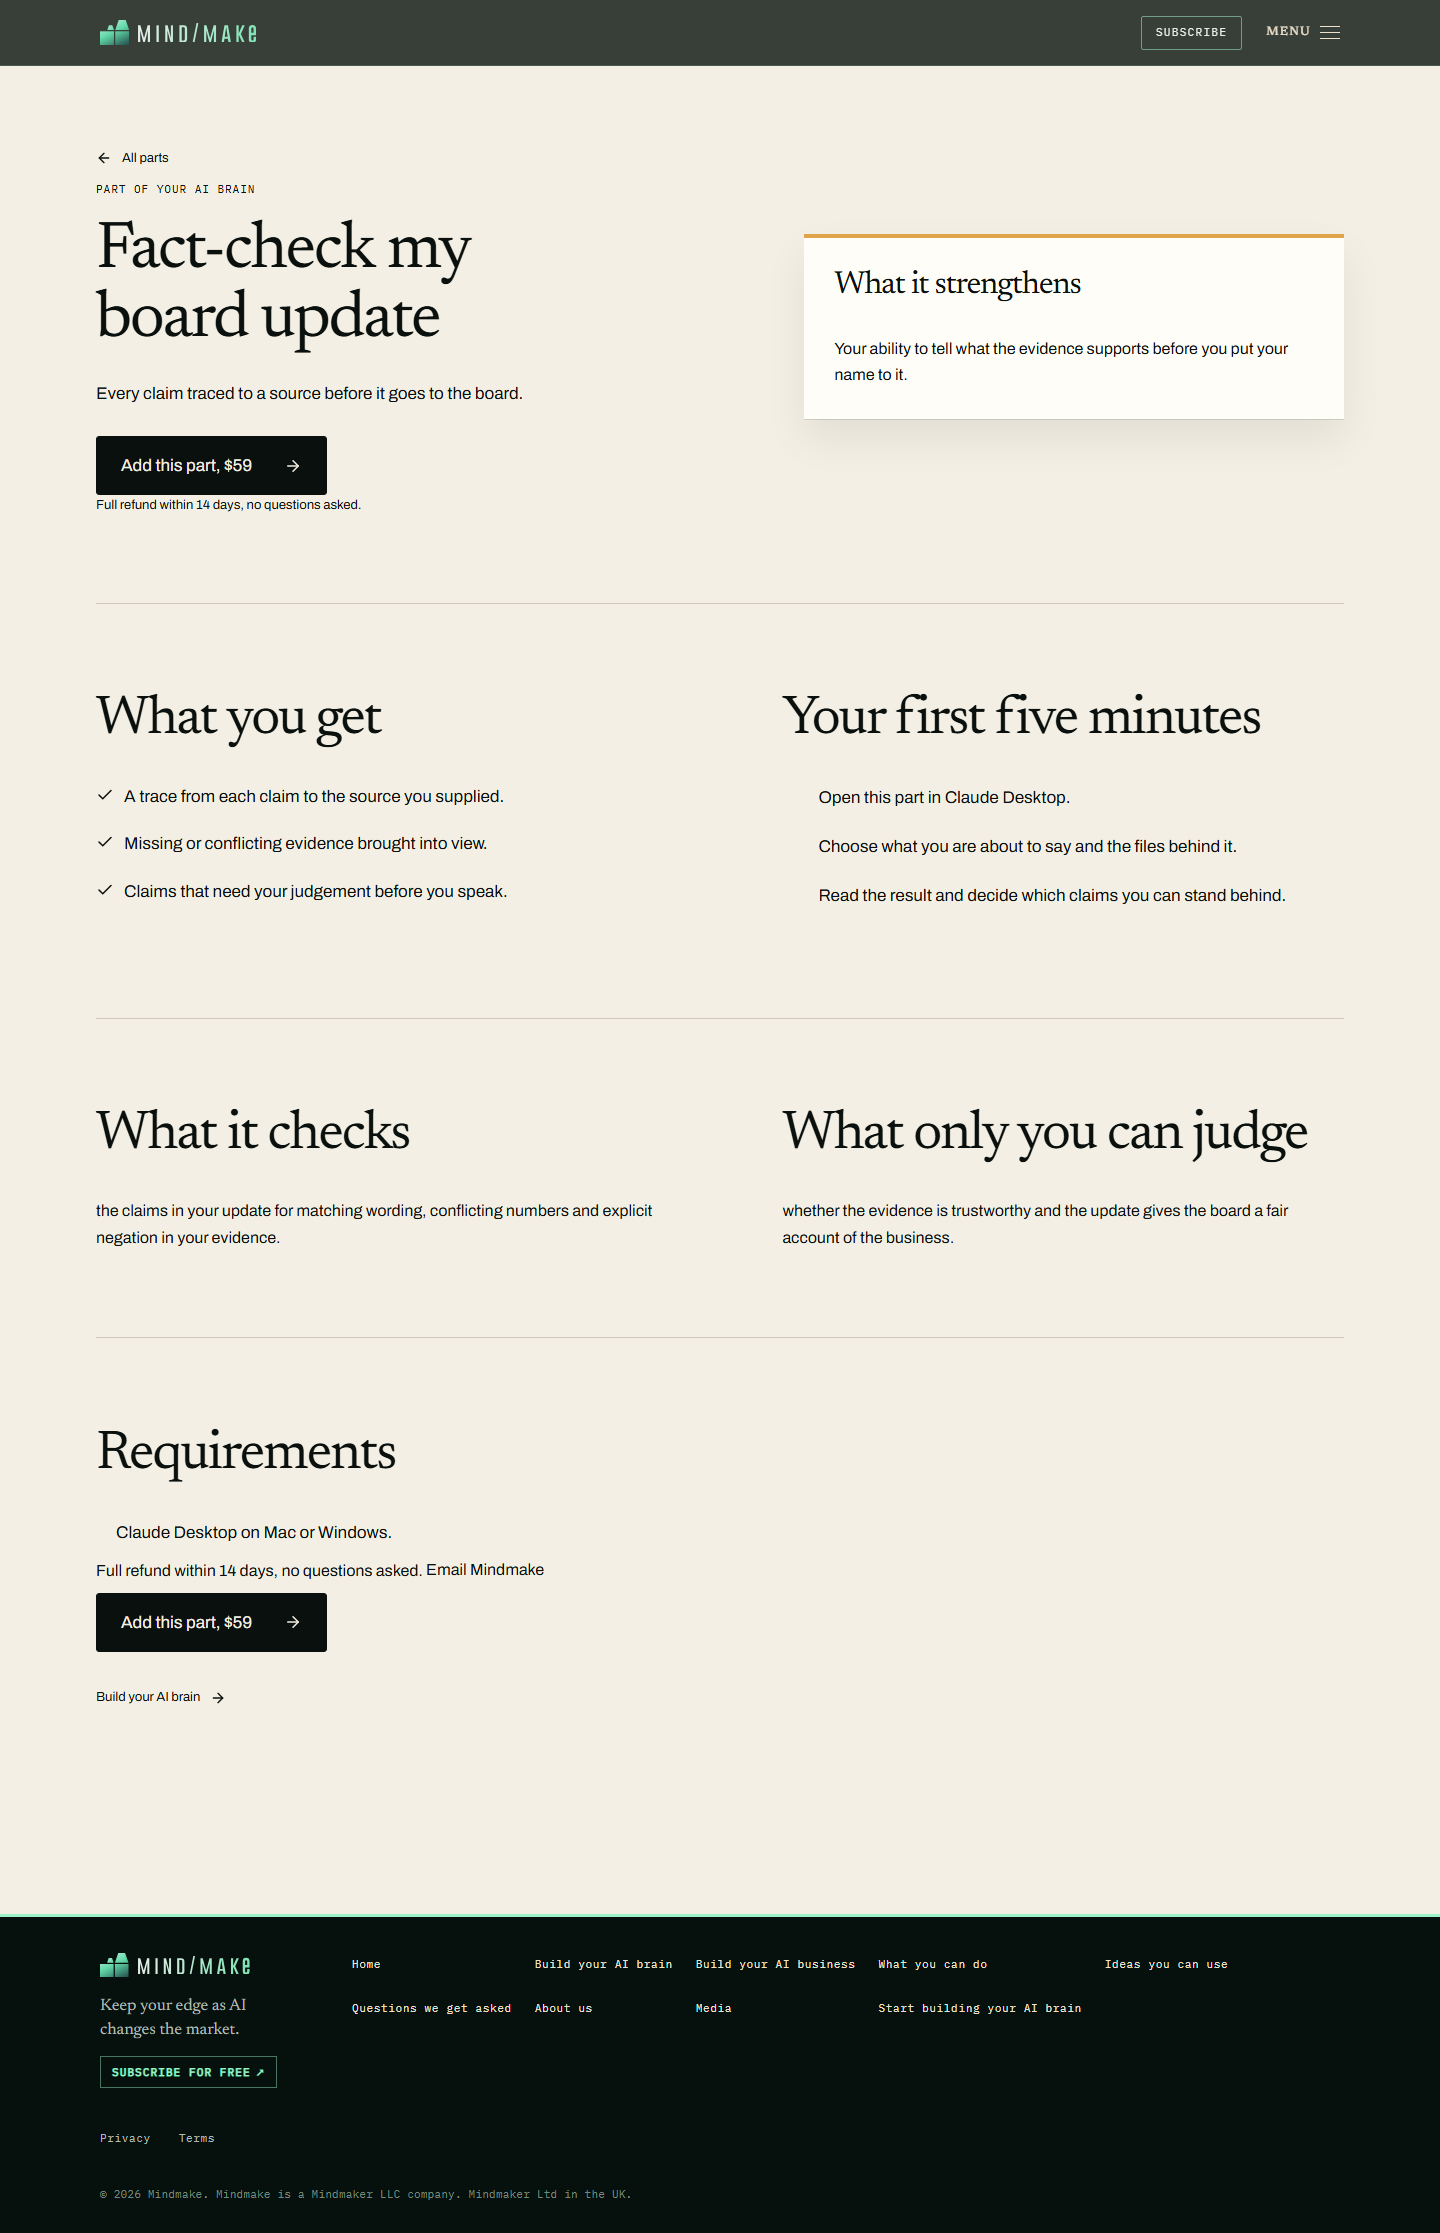 MIND/MAKE
SUBSCRIBE
MENU
All parts
PART OF YOUR AI BRAIN
Fact-check my
board update
Every claim traced to a source before it goes to the board.
Add this part, $59
Full refund within 14 days, no questions asked.
What it strengthens
Your ability to tell what the evidence supports before you put your
name to it.
What you get
A trace from each claim to the source you supplied.
Missing or conflicting evidence brought into view.
Claims that need your judgement before you speak.
Your first five minutes
Open this part in Claude Desktop.
Choose what you are about to say and the files behind it.
Read the result and decide which claims you can stand behind.
What it checks
the claims in your update for matching wording, conflicting numbers and explicit
negation in your evidence.
What only you can judge
whether the evidence is trustworthy and the update gives the board a fair
account of the business.
Requirements
Claude Desktop on Mac or Windows.
Full refund within 14 days, no questions asked. Email Mindmake
Add this part, $59
Build your AI brain
MIND/MAKE
Keep your edge as AI
changes the market.
SUBSCRIBE FOR FREE ↗
Home
Build your AI brain
Build your AI business
What you can do
Ideas you can use
Questions we get asked
About us
Media
Start building your AI brain
Privacy
Terms
© 2026 Mindmake. Mindmake is a Mindmaker LLC company. Mindmaker Ltd in the UK.